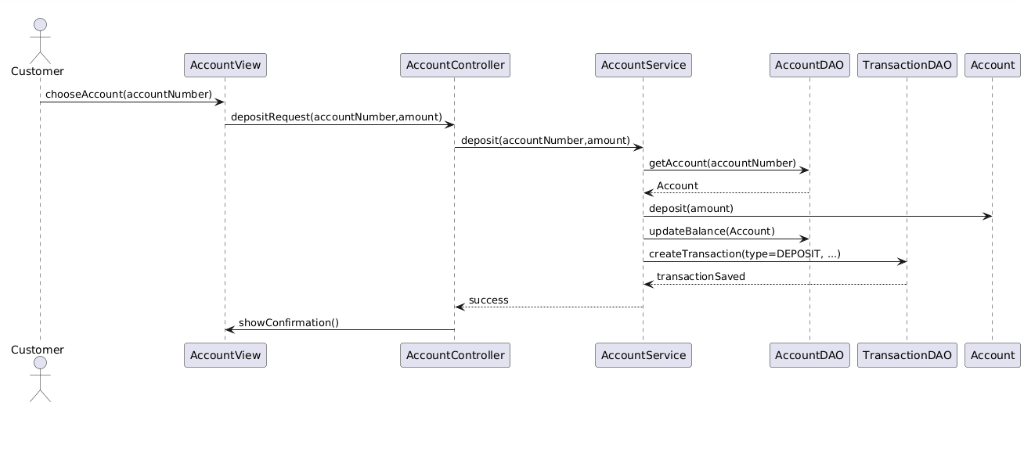 Customer
AccountView
AccountController
AccountService
AccountDAO
TransactionDAO
Account
chooseAccount(accountNumber)
depositRequest(accountNumber,amount)
deposit(accountNumber,amount)
getAccount(accountNumber)
Account
deposit(amount)
updateBalance(Account)
createTransaction(type=DEPOSIT, ...)
transactionSaved
success
showConfirmation()
Customer
AccountView
AccountController
AccountService
AccountDAO
TransactionDAO
Account